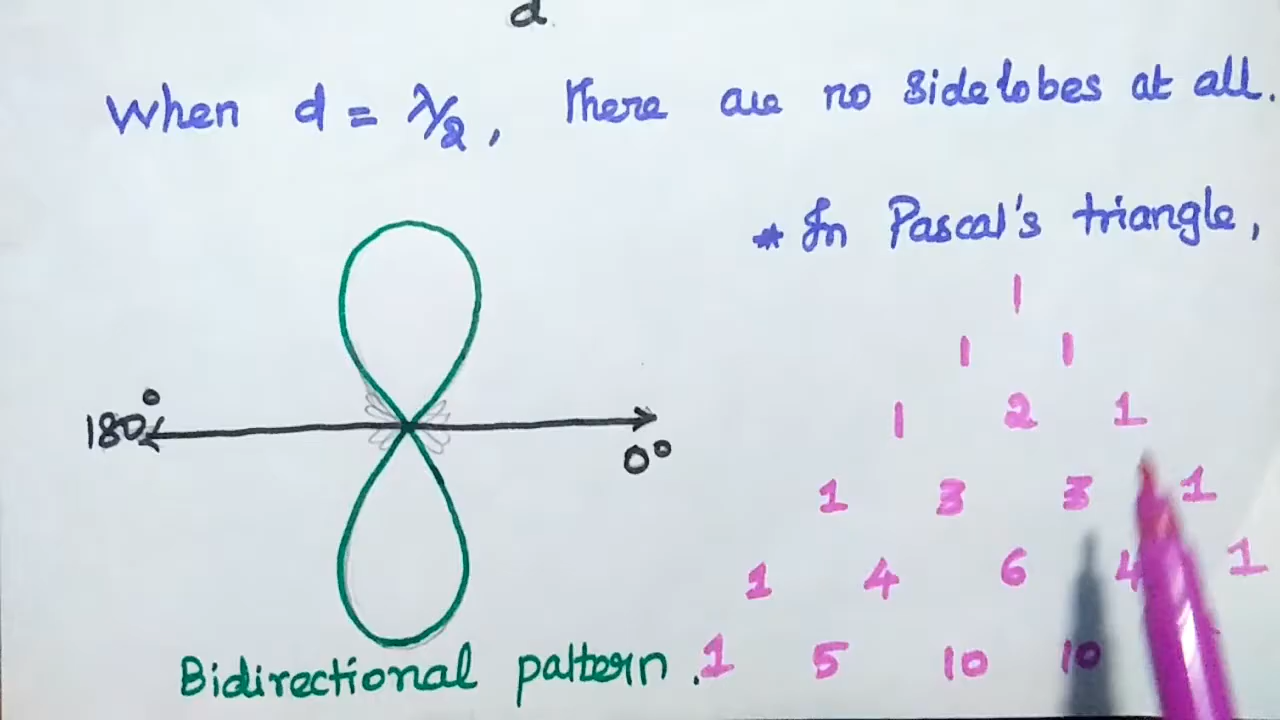 d
When d = λ/2, there are no sidelobes at all.
* In Pascal's triangle,
1
1 1
1 2 1
1 3 3 1
1 4 6 4 1
1 5 10 10
180°
0°
Bidirectional pattern.